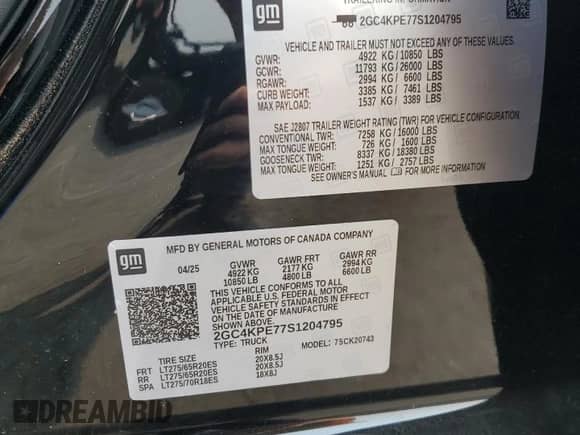 gm
TRAILERING INFORMATION
2GC4KPE77S1204795
VEHICLE AND TRAILER MUST NOT EXCEED ANY OF THESE VALUES.
GVWR: 4922 KG/10850 LBS
GCWR: 11793 KG/26000 LBS
RGAWR: 2994 KG/ 6600 LBS
CURB WEIGHT: 3385 KG/ 7461 LBS
MAX PAYLOAD: 1537 KG/ 3389 LBS
SAE J2807 TRAILER WEIGHT RATING (TWR) FOR VEHICLE CONFIGURATION.
CONVENTIONAL TWR: 7258 KG/16000 LBS
MAX TONGUE WEIGHT: 726 KG/ 1600 LBS
GOOSENECK TWR: 8337 KG/18380 LBS
MAX TONGUE WEIGHT: 1251 KG/ 2757 LBS
SEE OWNER'S MANUAL FOR MORE INFORMATION
gm
MFD BY GENERAL MOTORS OF CANADA COMPANY
04/25 GVWR GAWR FRT GAWR RR
4922 KG 2177 KG 2994 KG
10850 LB 4800 LB 6600 LB
THIS VEHICLE CONFORMS TO ALL
APPLICABLE U.S. FEDERAL MOTOR
VEHICLE SAFETY STANDARDS IN EFFECT
ON THE DATE OF MANUFACTURE SHOWN ABOVE.
2GC4KPE77S1204795
TYPE: TRUCK MODEL: 7SCK20743
TIRE SIZE RIM
FRT LT275/65R20ES 20X8.5J
RR LT275/65R20ES 20X8.5J
SPA LT275/70R18ES 18X8J
DREAMBID